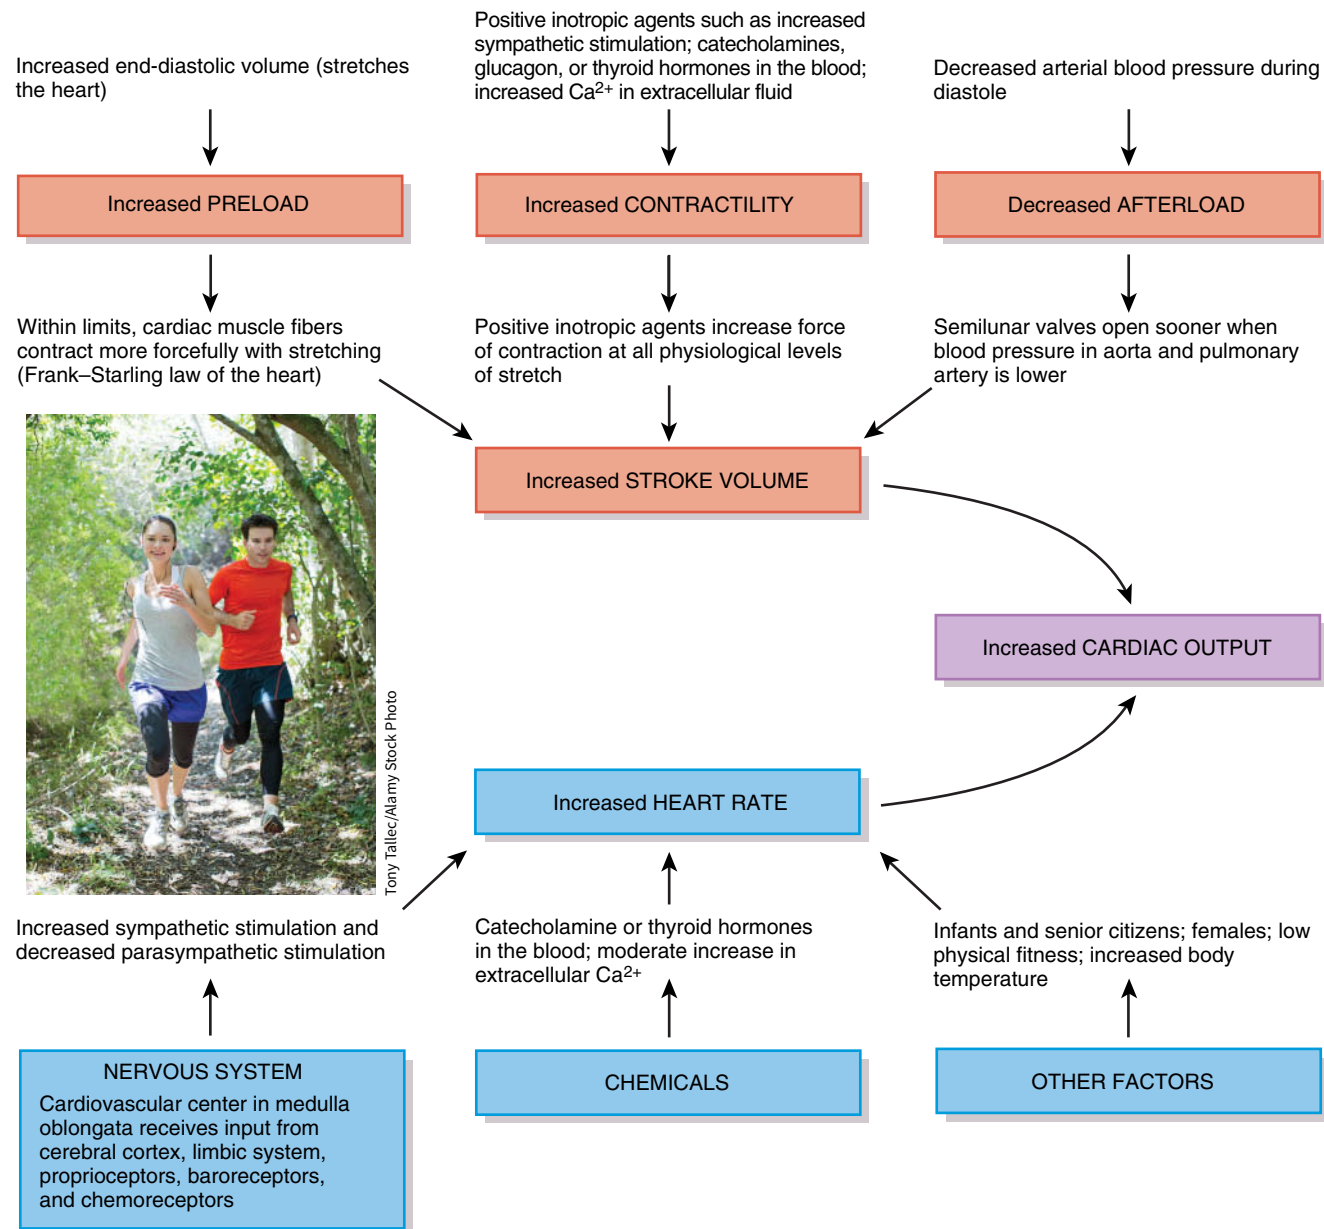 Positive inotropic agents such as increased
sympathetic stimulation; catecholamines,
glucagon, or thyroid hormones in the blood;
increased Ca²⁺ in extracellular fluid
Increased end-diastolic volume (stretches
the heart)
Decreased arterial blood pressure during
diastole
Increased PRELOAD
Increased CONTRACTILITY
Decreased AFTERLOAD
Within limits, cardiac muscle fibers
contract more forcefully with stretching
(Frank–Starling law of the heart)
Positive inotropic agents increase force
of contraction at all physiological levels
of stretch
Semilunar valves open sooner when
blood pressure in aorta and pulmonary
artery is lower
Increased STROKE VOLUME
Increased CARDIAC OUTPUT
Tony Tallec/Alamy Stock Photo
Increased HEART RATE
Increased sympathetic stimulation and
decreased parasympathetic stimulation
Catecholamine or thyroid hormones
in the blood; moderate increase in
extracellular Ca²⁺
Infants and senior citizens; females; low
physical fitness; increased body
temperature
NERVOUS SYSTEM
Cardiovascular center in medulla
oblongata receives input from
cerebral cortex, limbic system,
proprioceptors, baroreceptors,
and chemoreceptors
CHEMICALS
OTHER FACTORS